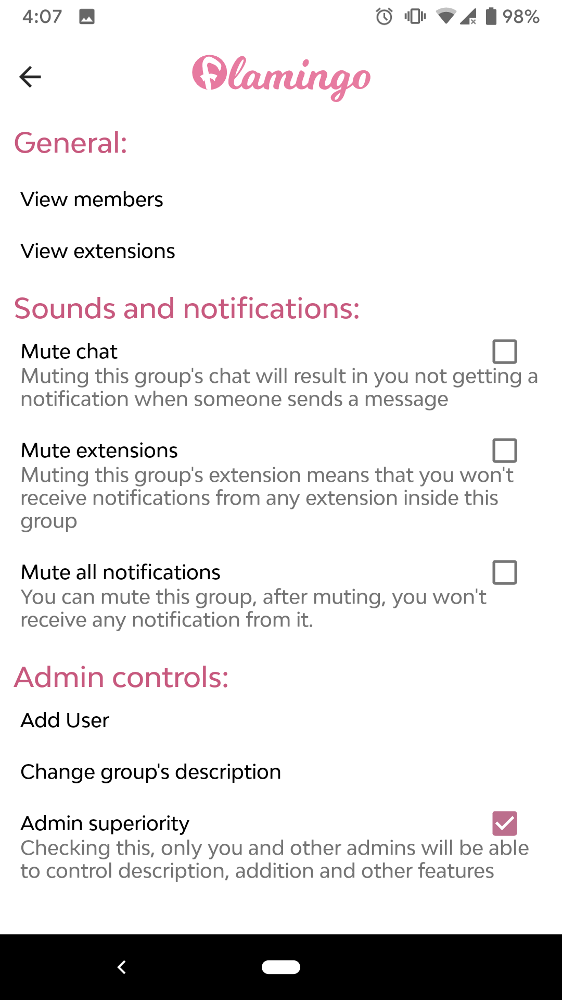 4:07 98%
Flamingo
General:
View members
View extensions
Sounds and notifications:
Mute chat
Muting this group's chat will result in you not getting a
notification when someone sends a message
Mute extensions
Muting this group's extension means that you won't
receive notifications from any extension inside this
group
Mute all notifications
You can mute this group, after muting, you won't
receive any notification from it.
Admin controls:
Add User
Change group's description
Admin superiority
Checking this, only you and other admins will be able
to control description, addition and other features